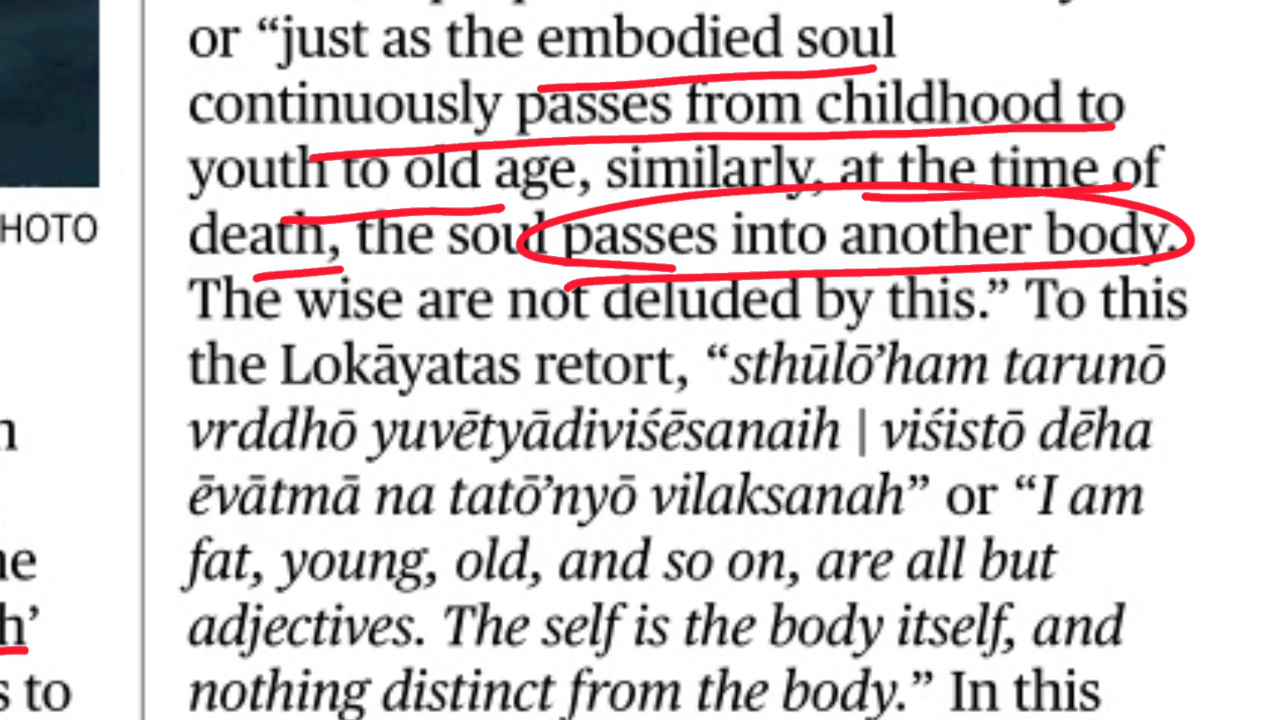 HOTO
h’
s to
or “just as the embodied soul
continuously passes from childhood to
youth to old age, similarly, at the time of
death, the soul passes into another body.
The wise are not deluded by this.” To this
the Lokāyatas retort, “sthūlō’ham tarunō
vrddhō yuvētyādiviśēsanaih | viśistō dēha
ēvātmā na tatō’nyō vilaksanah” or “I am
fat, young, old, and so on, are all but
adjectives. The self is the body itself, and
nothing distinct from the body.” In this